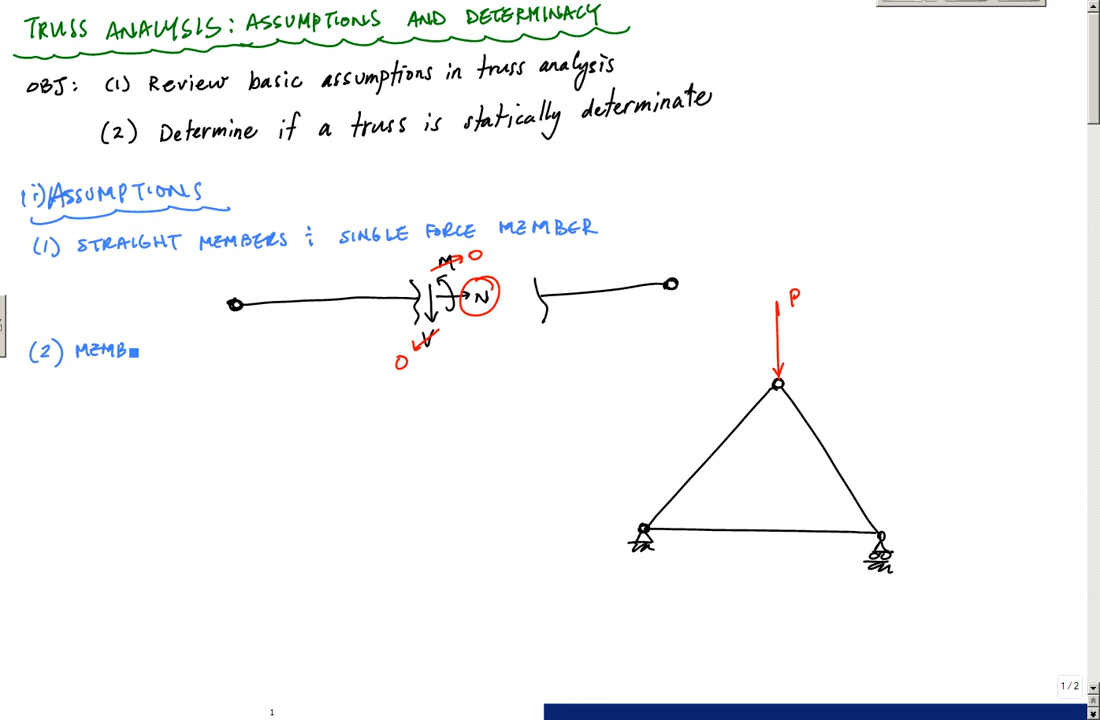 TRUSS ANALYSIS: ASSUMPTIONS AND DETERMINACY
OBJ: (1) Review basic assumptions in truss analysis
(2) Determine if a truss is statically determinate
(i) ASSUMPTIONS
(1) STRAIGHT MEMBERS ; SINGLE FORCE MEMBER
M 0
N
V
0
P
(2) MEMB
1 / 2
1